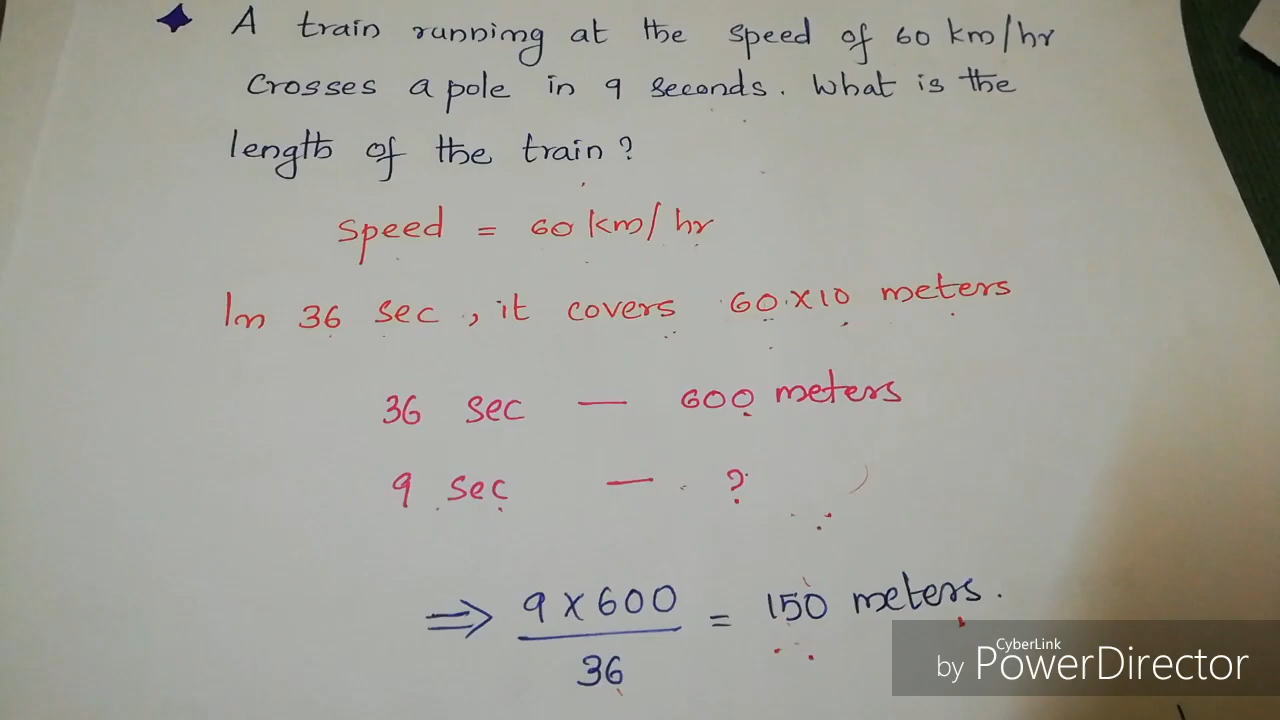 A train running at the speed of 60 km/hr
Crosses a pole in 9 seconds. What is the
length of the train?
Speed = 60 km/hr
In 36 sec, it covers 60x10 meters
36 sec — 600 meters
9 sec — ?
⇒ 9 x 600 / 36 = 150 meters.
CyberLink
by PowerDirector